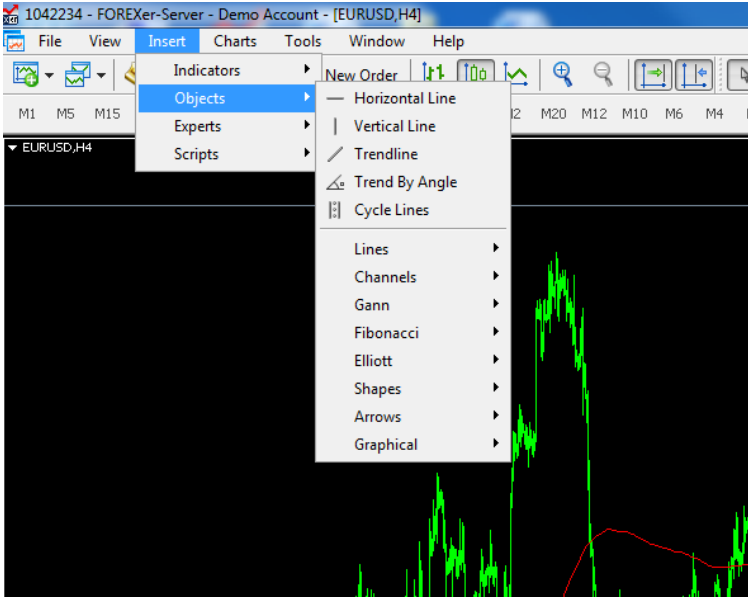 1042234 - FOREXer-Server - Demo Account - [EURUSD,H4]
File View Insert Charts Tools Window Help
New Order
M1 M5 M15 M20 M12 M10 M6 M4
EURUSD,H4
Indicators
Objects
Experts
Scripts
Horizontal Line
Vertical Line
Trendline
Trend By Angle
Cycle Lines
Lines
Channels
Gann
Fibonacci
Elliott
Shapes
Arrows
Graphical